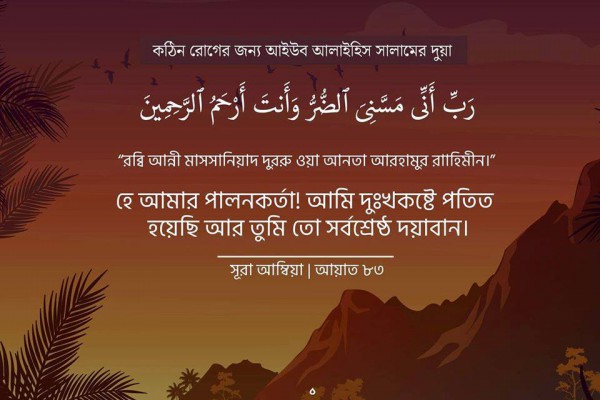 কঠিন রোগের জন্য আইউব আলাইহিস সালামের দুয়া
رَبِّ أَنِّى مَسَّنِىَ ٱلضُّرُّ وَأَنتَ أَرْحَمُ ٱلرَّحِمِينَ
“রব্বি আন্নী মাসসানিয়াদ দুররু ওয়া আনতা আরহামুর রাাহিমীন।”
হে আমার পালনকর্তা! আমি দুঃখকষ্টে পতিত
হয়েছি আর তুমি তো সর্বশ্রেষ্ঠ দয়াবান।
সূরা আম্বিয়া | আয়াত ৮৩